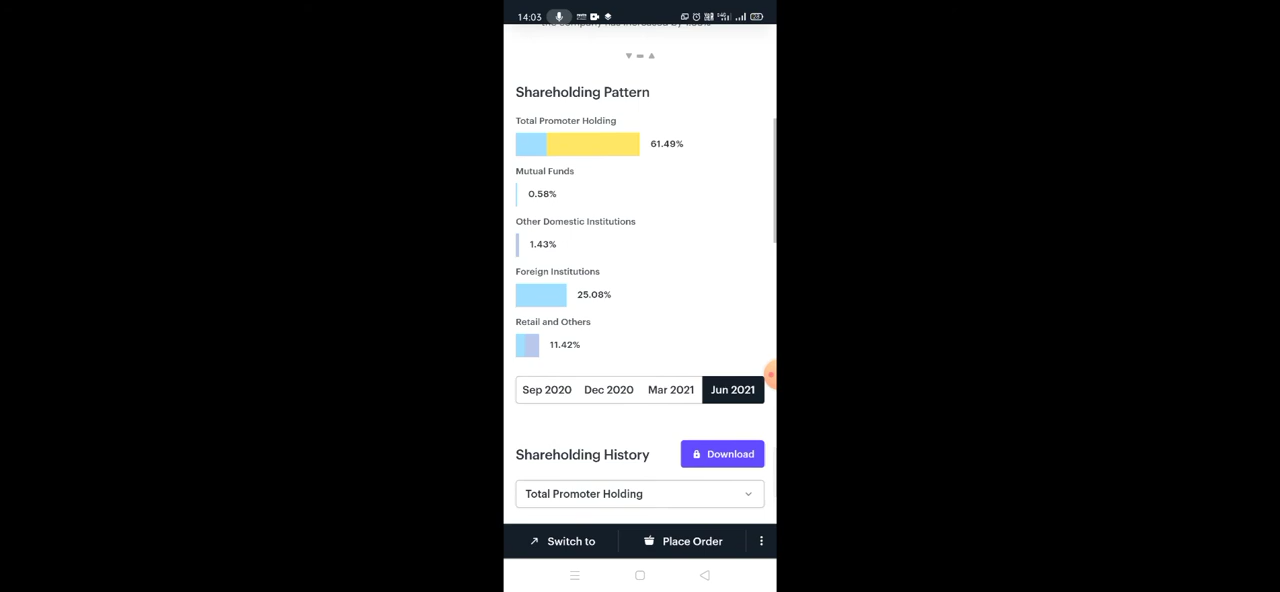 14:03
Shareholding Pattern
Total Promoter Holding
61.49%
Mutual Funds
0.58%
Other Domestic Institutions
1.43%
Foreign Institutions
25.08%
Retail and Others
11.42%
Sep 2020 Dec 2020 Mar 2021 Jun 2021
Shareholding History Download
Total Promoter Holding
Switch to Place Order